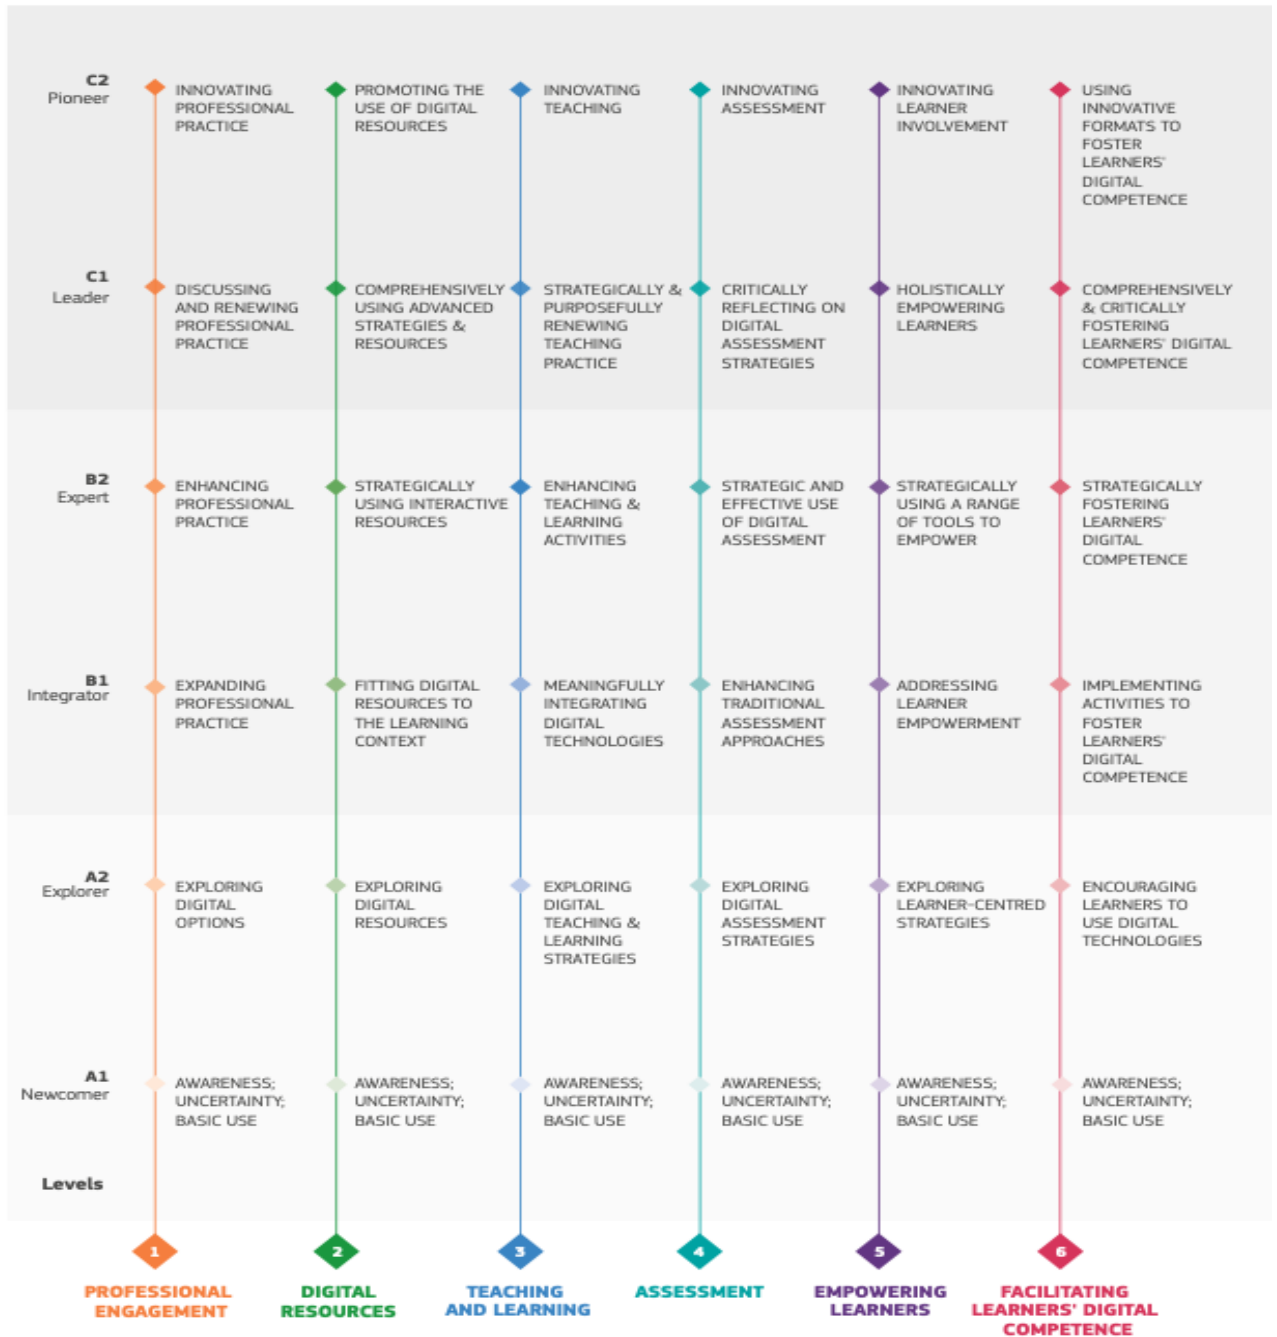 C2
Pioneer
INNOVATING
PROFESSIONAL
PRACTICE
PROMOTING THE
USE OF DIGITAL
RESOURCES
INNOVATING
TEACHING
INNOVATING
ASSESSMENT
INNOVATING
LEARNER
INVOLVEMENT
USING
INNOVATIVE
FORMATS TO
FOSTER
LEARNERS'
DIGITAL
COMPETENCE
C1
Leader
DISCUSSING
AND RENEWING
PROFESSIONAL
PRACTICE
COMPREHENSIVELY
USING ADVANCED
STRATEGIES &
RESOURCES
STRATEGICALLY &
PURPOSEFULLY
RENEWING
TEACHING
PRACTICE
CRITICALLY
REFLECTING ON
DIGITAL
ASSESSMENT
STRATEGIES
HOLISTICALLY
EMPOWERING
LEARNERS
COMPREHENSIVELY
& CRITICALLY
FOSTERING
LEARNERS' DIGITAL
COMPETENCE
B2
Expert
ENHANCING
PROFESSIONAL
PRACTICE
STRATEGICALLY
USING INTERACTIVE
RESOURCES
ENHANCING
TEACHING &
LEARNING
ACTIVITIES
STRATEGIC AND
EFFECTIVE USE
OF DIGITAL
ASSESSMENT
STRATEGICALLY
USING A RANGE
OF TOOLS TO
EMPOWER
STRATEGICALLY
FOSTERING
LEARNERS'
DIGITAL
COMPETENCE
B1
Integrator
EXPANDING
PROFESSIONAL
PRACTICE
FITTING DIGITAL
RESOURCES TO
THE LEARNING
CONTEXT
MEANINGFULLY
INTEGRATING
DIGITAL
TECHNOLOGIES
ENHANCING
TRADITIONAL
ASSESSMENT
APPROACHES
ADDRESSING
LEARNER
EMPOWERMENT
IMPLEMENTING
ACTIVITIES TO
FOSTER
LEARNERS'
DIGITAL
COMPETENCE
A2
Explorer
EXPLORING
DIGITAL
OPTIONS
EXPLORING
DIGITAL
RESOURCES
EXPLORING
DIGITAL
TEACHING &
LEARNING
STRATEGIES
EXPLORING
DIGITAL
ASSESSMENT
STRATEGIES
EXPLORING
LEARNER-CENTRED
STRATEGIES
ENCOURAGING
LEARNERS TO
USE DIGITAL
TECHNOLOGIES
A1
Newcomer
AWARENESS;
UNCERTAINTY;
BASIC USE
AWARENESS;
UNCERTAINTY;
BASIC USE
AWARENESS;
UNCERTAINTY;
BASIC USE
AWARENESS;
UNCERTAINTY;
BASIC USE
AWARENESS;
UNCERTAINTY;
BASIC USE
AWARENESS;
UNCERTAINTY;
BASIC USE
Levels
1
PROFESSIONAL
ENGAGEMENT
2
DIGITAL
RESOURCES
3
TEACHING
AND LEARNING
4
ASSESSMENT
5
EMPOWERING
LEARNERS
6
FACILITATING
LEARNERS' DIGITAL
COMPETENCE